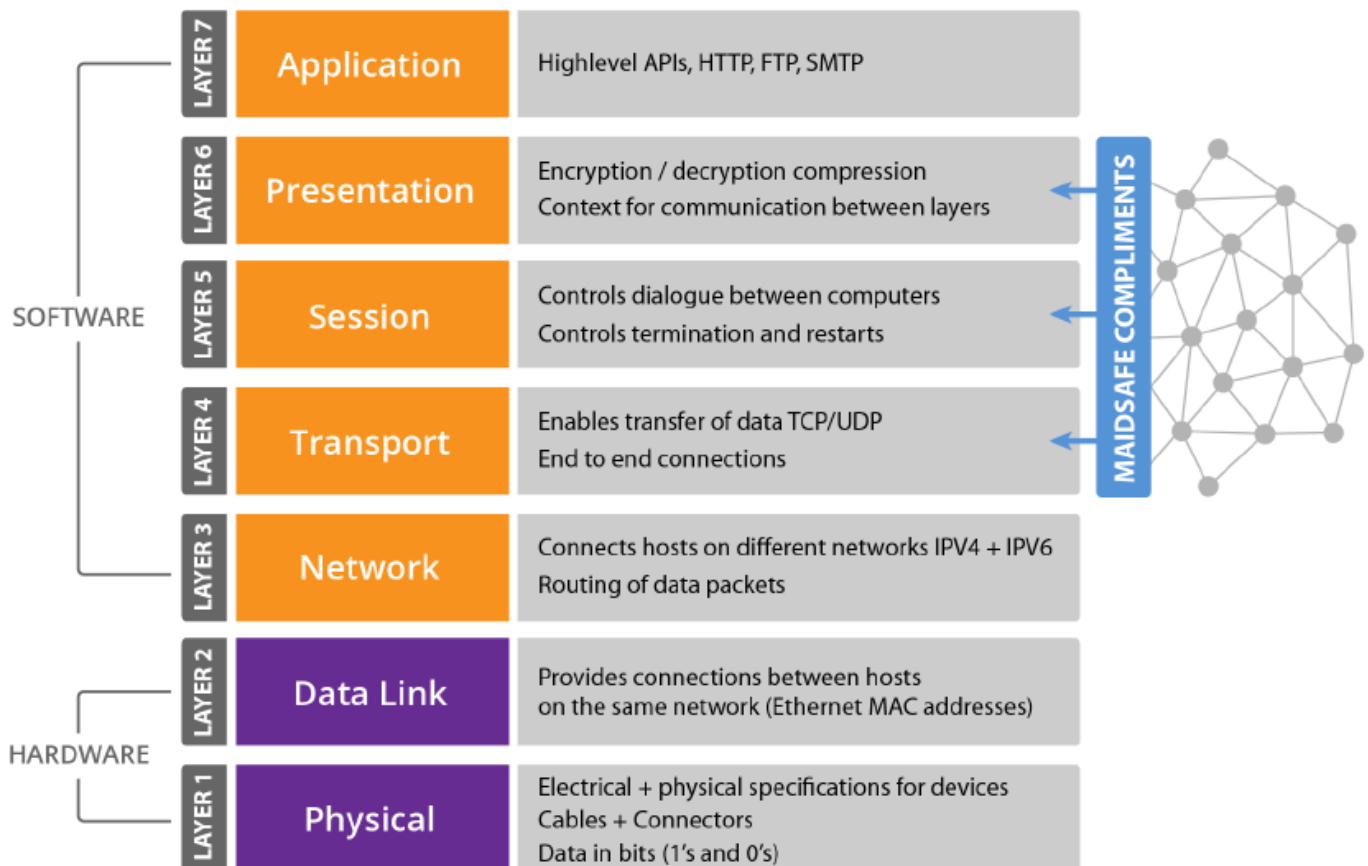 LAYER 7
Application
Highlevel APIs, HTTP, FTP, SMTP
LAYER 6
Presentation
Encryption / decryption compression
Context for communication between layers
LAYER 5
Session
Controls dialogue between computers
Controls termination and restarts
LAYER 4
Transport
Enables transfer of data TCP/UDP
End to end connections
LAYER 3
Network
Connects hosts on different networks IPV4 + IPV6
Routing of data packets
LAYER 2
Data Link
Provides connections between hosts
on the same network (Ethernet MAC addresses)
LAYER 1
Physical
Electrical + physical specifications for devices
Cables + Connectors
Data in bits (1's and 0's)
SOFTWARE
HARDWARE
MAIDSAFE COMPLIMENTS